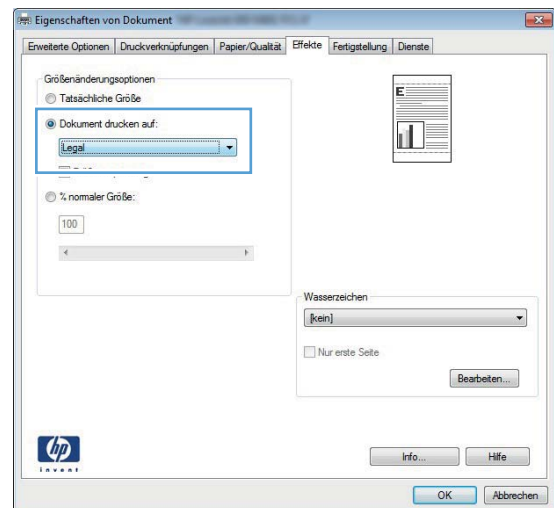 Eigenschaften von Dokument
Erweiterte Optionen Druckverknüpfungen Papier/Qualität Effekte Fertigstellung Dienste
Größenänderungsoptionen
Tatsächliche Größe
Dokument drucken auf:
Legal
% normaler Größe:
100
E
Wasserzeichen
[kein]
Nur erste Seite
Bearbeiten...
hp
invent
Info... Hilfe
OK Abbrechen